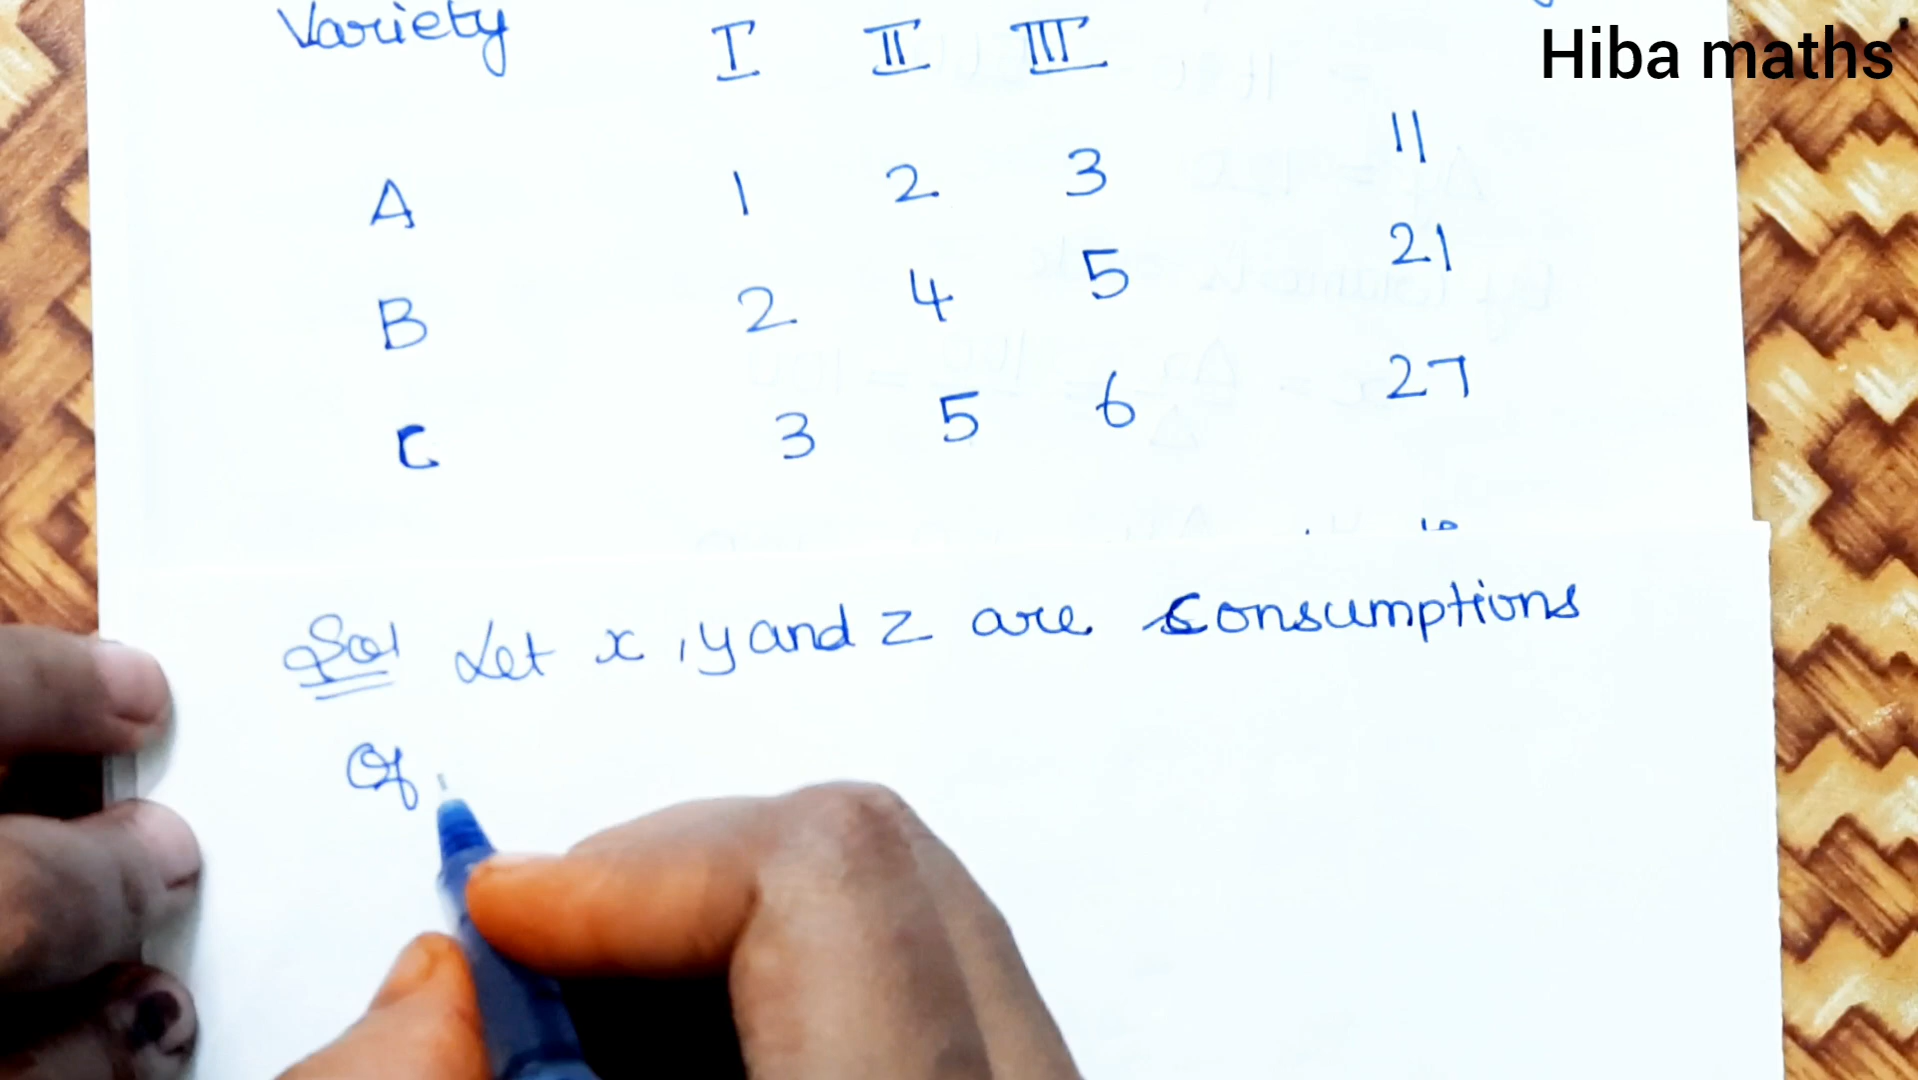 Hiba maths
Variety I II III
A 1 2 3 11
B 2 4 5 21
C 3 5 6 27
Sol Let x, y and z are consumptions
Of